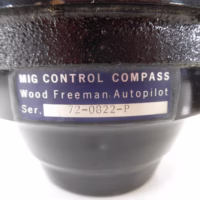 MIG CONTROL COMPASS
Wood Freeman Autopilot
Ser. 72-0822-P